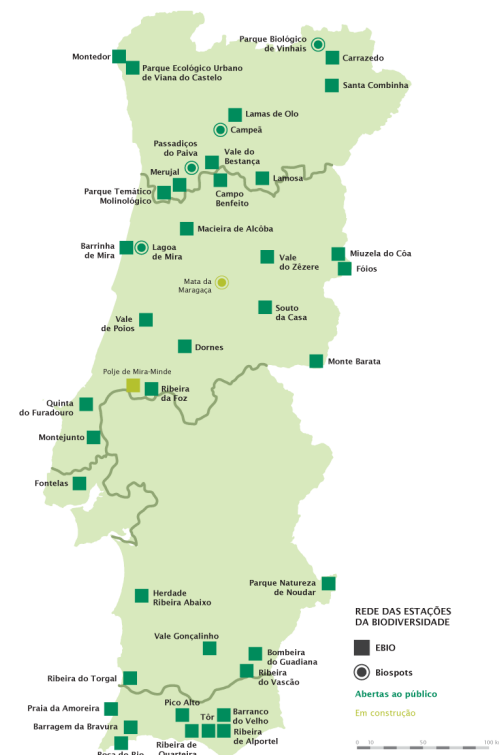 Parque Biológico
de Vinhais
Montedor
Carrazedo
Parque Ecológico Urbano
de Viana do Castelo
Santa Combinha
Lamas de Olo
Campeã
Passadiços
do Paiva
Vale do
Bestança
Merujal
Lamosa
Parque Temático
Molinológico
Campo
Benfeito
Macieira de Alcôba
Barrinha
de Mira
Lagoa
de Mira
Vale
do Zêzere
Miuzela do Côa
Fóios
Mata da
Maragaça
Souto
da Casa
Vale
de Poios
Dornes
Monte Barata
Polje de Mira-Minde
Ribeira
da Foz
Quinta
do Furadouro
Montejunto
Fontelas
Parque Natureza
de Noudar
Herdade
Ribeira Abaixo
REDE DAS ESTAÇÕES
DA BIODIVERSIDADE
Vale Gonçalinho
EBIO
Bombeira
do Guadiana
Biospots
Ribeira
do Vascão
Ribeira do Torgal
Abertas ao público
Pico Alto
Praia da Amoreira
Barranco
do Velho
Em construção
Tôr
Barragem da Bravura
Ribeira
de Alportel
Ribeira de
Quarteira
Boca do Rio
0 10 50 100 k